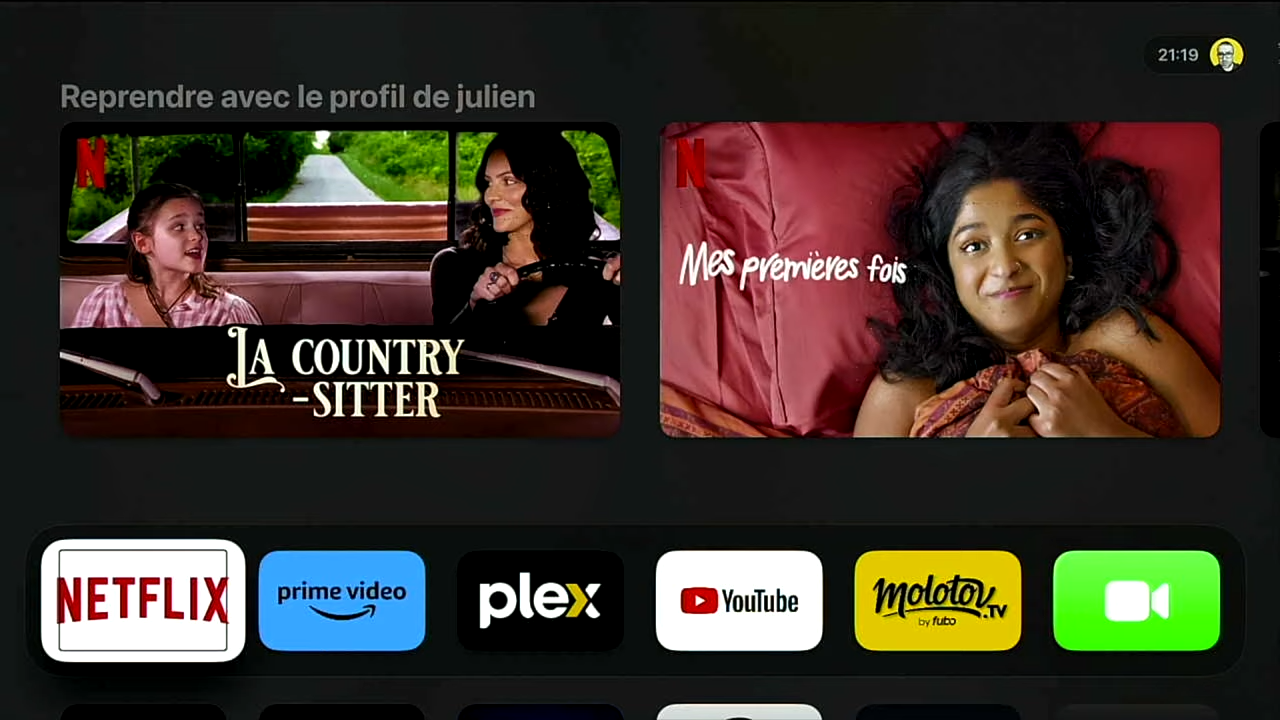 21:19
Reprendre avec le profil de julien
N
N
LA COUNTRY
-SITTER
Mes premières fois
NETFLIX
prime video
plex
YouTube
molotov.TV
by fubo